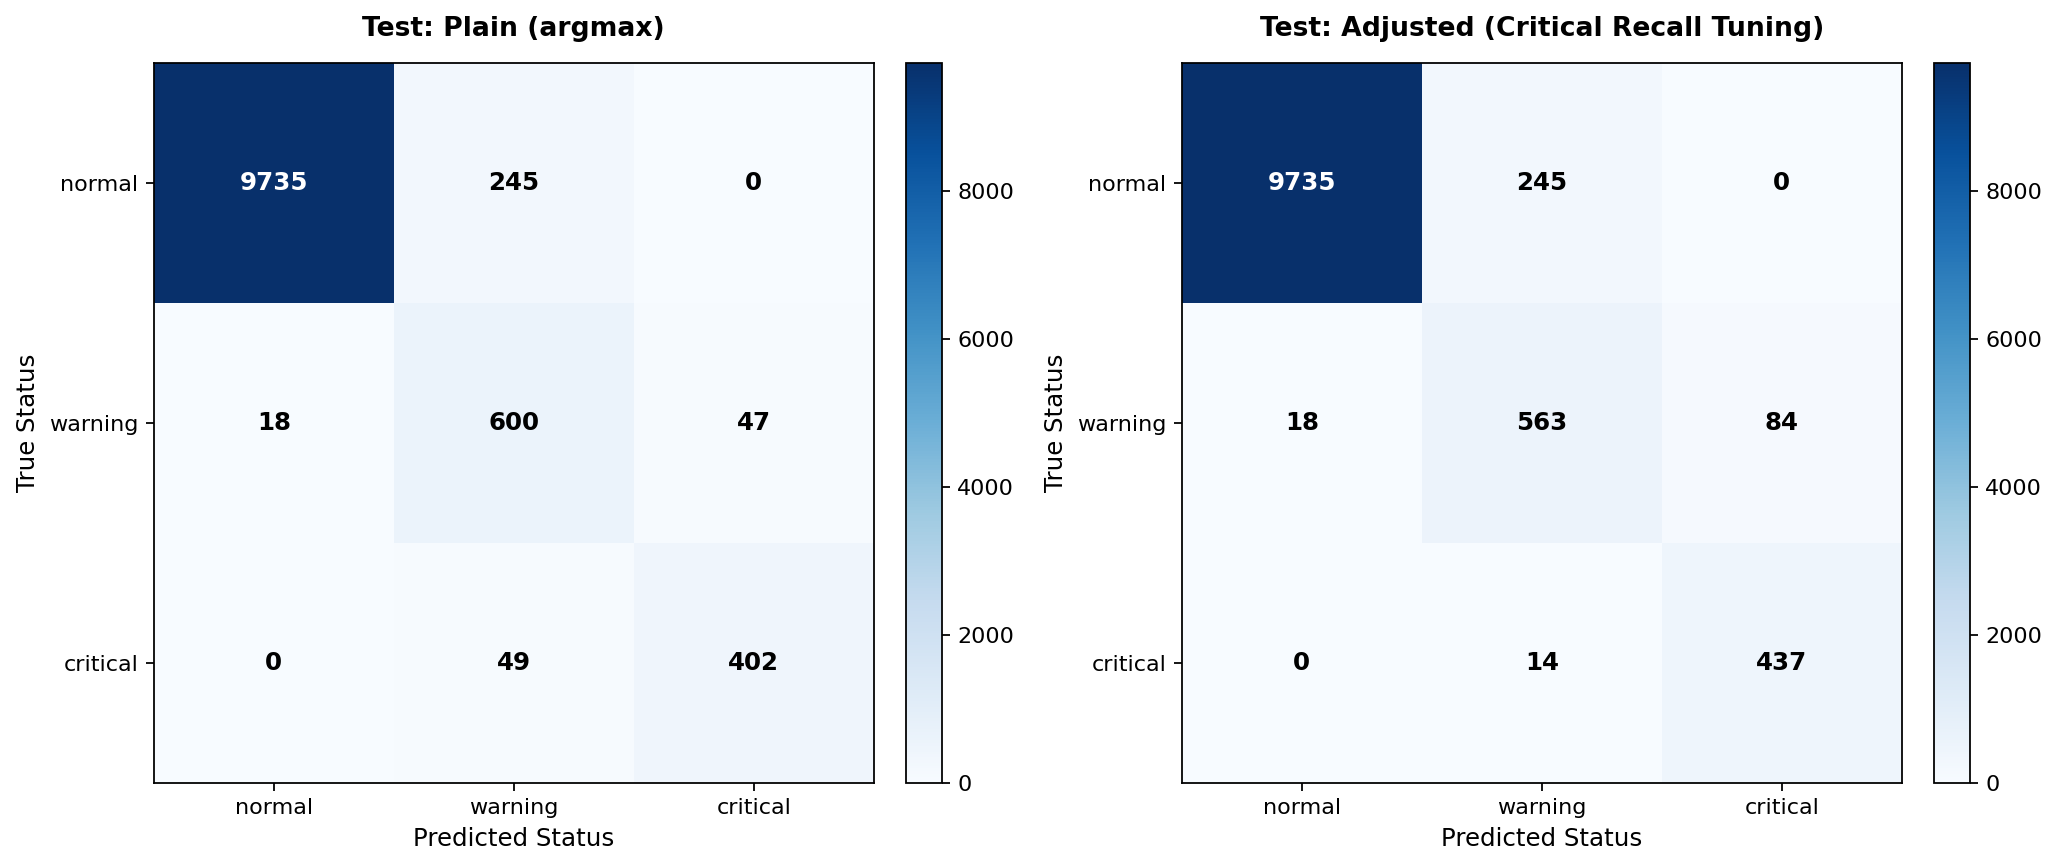 Test: Plain (argmax)
True Status
normal
warning
critical
9735 245 0
18 600 47
0 49 402
normal warning critical
Predicted Status
8000
6000
4000
2000
0
Test: Adjusted (Critical Recall Tuning)
True Status
normal
warning
critical
9735 245 0
18 563 84
0 14 437
normal warning critical
Predicted Status
8000
6000
4000
2000
0